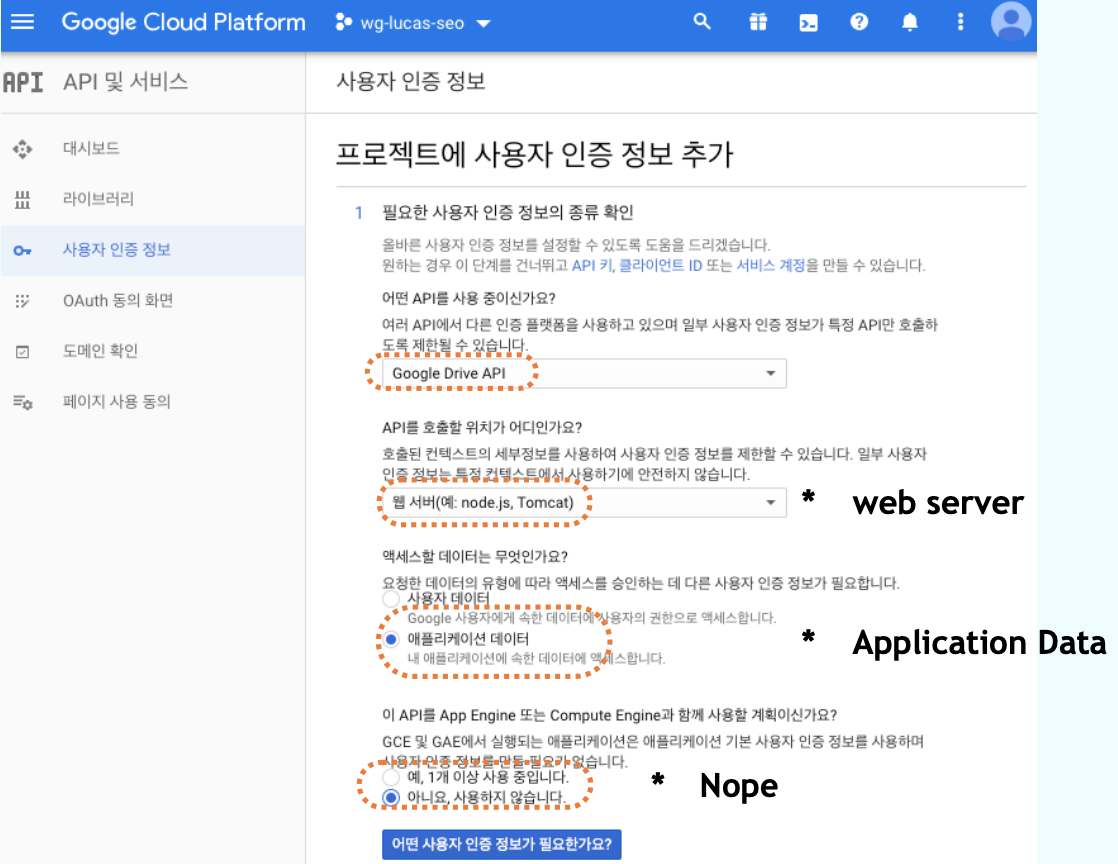 Google Cloud Platform wg-lucas-seo
API API 및 서비스
사용자 인증 정보
대시보드
라이브러리
사용자 인증 정보
OAuth 동의 화면
도메인 확인
페이지 사용 동의
프로젝트에 사용자 인증 정보 추가
1 필요한 사용자 인증 정보의 종류 확인
올바른 사용자 인증 정보를 설정할 수 있도록 도움을 드리겠습니다.
원하는 경우 이 단계를 건너뛰고 API 키, 클라이언트 ID 또는 서비스 계정을 만들 수 있습니다.
어떤 API를 사용 중이신가요?
여러 API에서 다른 인증 플랫폼을 사용하고 있으며 일부 사용자 인증 정보가 특정 API만 호출하
도록 제한될 수 있습니다.
Google Drive API
API를 호출할 위치가 어디인가요?
호출된 컨텍스트의 세부정보를 사용하여 사용자 인증 정보를 제한할 수 있습니다. 일부 사용자
인증 정보는 특정 컨텍스트에서 사용하기에 안전하지 않습니다.
웹 서버(예: node.js, Tomcat)
* web server
액세스할 데이터는 무엇인가요?
요청한 데이터의 유형에 따라 액세스를 승인하는 데 다른 사용자 인증 정보가 필요합니다.
사용자 데이터
Google 사용자에게 속한 데이터에 사용자의 권한으로 액세스합니다.
애플리케이션 데이터
내 애플리케이션에 속한 데이터에 액세스합니다.
* Application Data
이 API를 App Engine 또는 Compute Engine과 함께 사용할 계획이신가요?
GCE 및 GAE에서 실행되는 애플리케이션은 애플리케이션 기본 사용자 인증 정보를 사용하며
사용자 인증 정보를 만들 필요가 없습니다.
예, 1개 이상 사용 중입니다.
아니요, 사용하지 않습니다.
* Nope
어떤 사용자 인증 정보가 필요한가요?